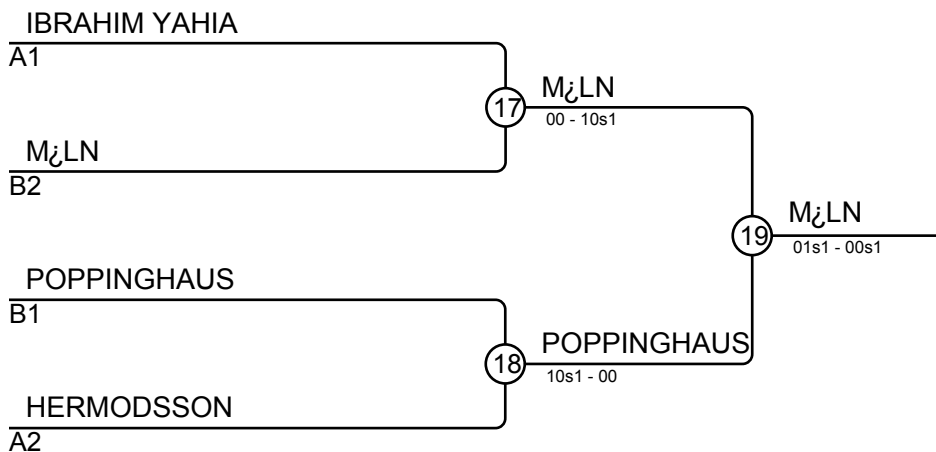 IBRAHIM YAHIA
A1
17
M¿LN
00 - 10s1
M¿LN
B2
19
M¿LN
01s1 - 00s1
POPPINGHAUS
B1
18
POPPINGHAUS
10s1 - 00
HERMODSSON
A2